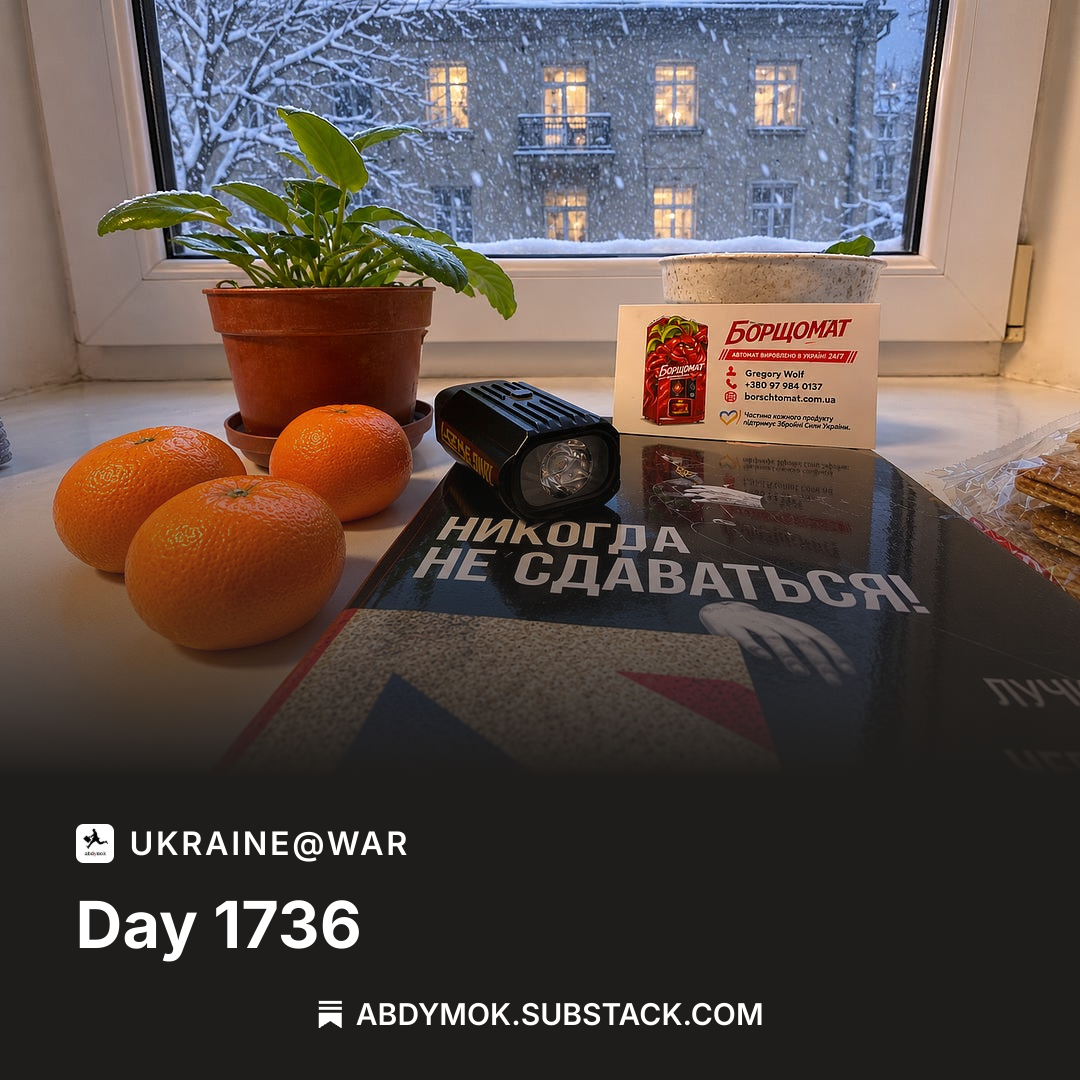 БОРЩОМАТ
АВТОМАТ ВИРОБЛЕНО В УКРАЇНІ 24/7
БОРЩОМАТ
Gregory Wolf
+380 97 984 0137
borschtomat.com.ua
Частина кожного продукту
підтримує Збройні Сили України.
НИКОГДА
НЕ СДАВАТЬСЯ!
UKRAINE@WAR
Day 1736
ABDYMOK.SUBSTACK.COM